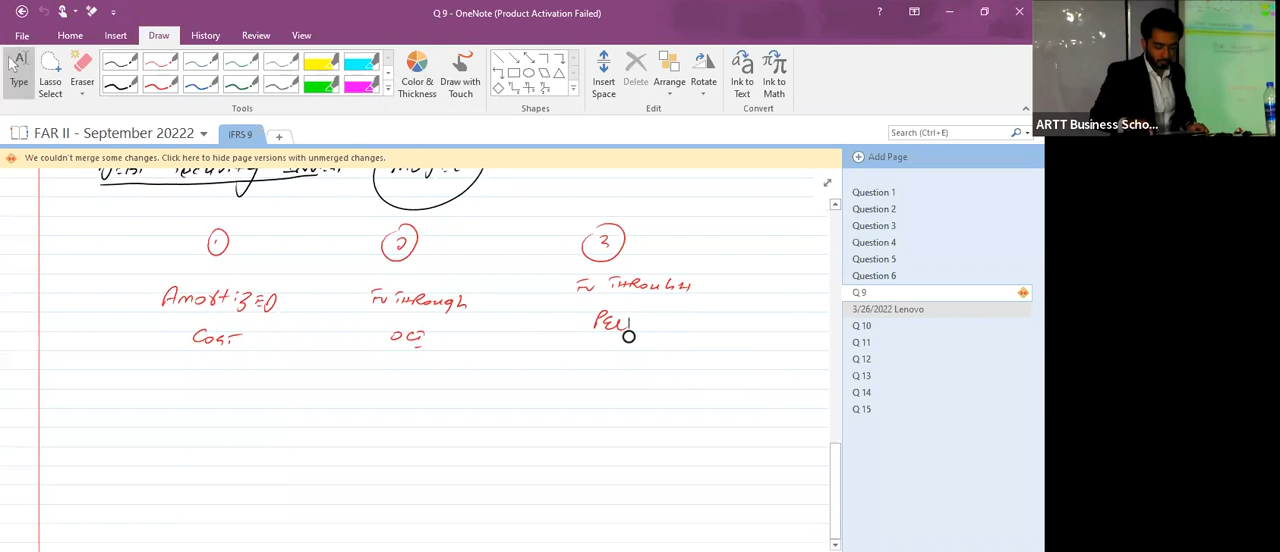 Q 9 - OneNote (Product Activation Failed)
File Home Insert Draw History Review View
Type Lasso Select Eraser Color & Thickness Draw with Touch Insert Space Delete Arrange Rotate Ink to Text Ink to Math
Tools Shapes Edit Convert
FAR II - September 20222 IFRS 9
Search (Ctrl+E)
We couldn't merge some changes. Click here to hide page versions with unmerged changes.
Add Page
1 2 3
AMORTIZED FV THROUGH FV THROUGH
COST OCI
Question 1
Question 2
Question 3
Question 4
Question 5
Question 6
Q 9
3/26/2022 Lenovo
Q 10
Q 11
Q 12
Q 13
Q 14
Q 15
ARTT Business Scho...